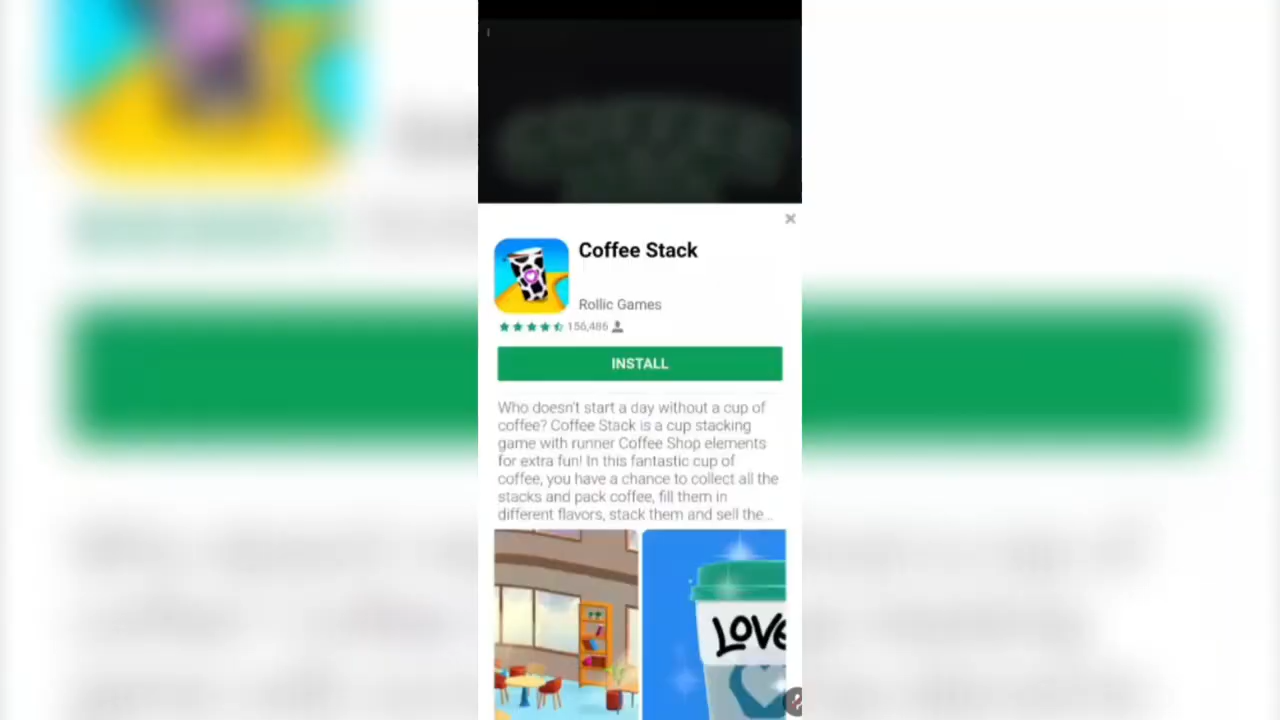 Coffee Stack
Rollic Games
156,486
INSTALL
Who doesn't start a day without a cup of
coffee? Coffee Stack is a cup stacking
game with runner Coffee Shop elements
for extra fun! In this fantastic cup of
coffee, you have a chance to collect all the
stacks and pack coffee, fill them in
different flavors, stack them and sell the...
LOVE